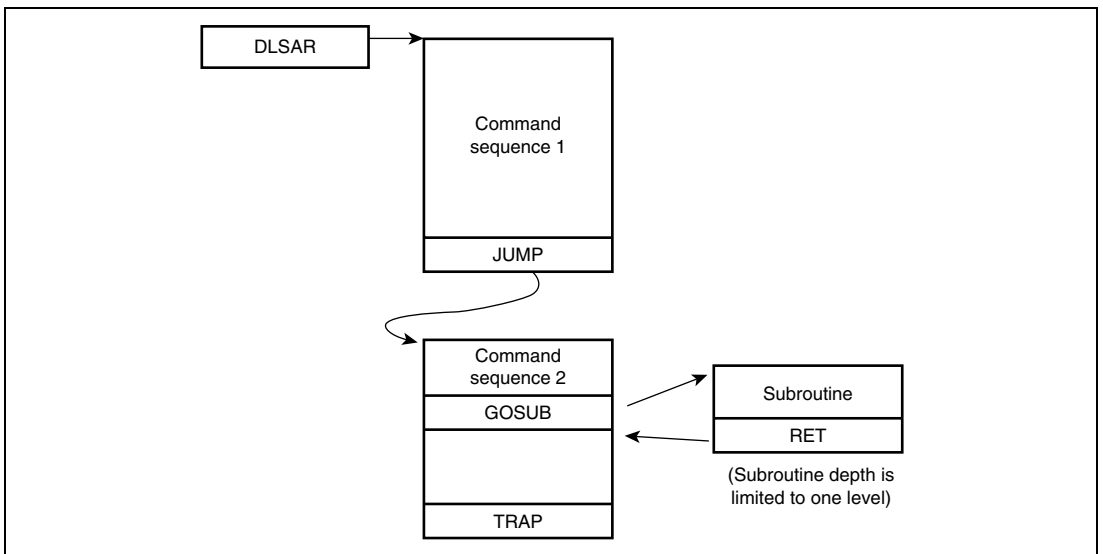 DLSAR
Command
sequence 1
JUMP
Command
sequence 2
GOSUB
Subroutine
RET
(Subroutine depth is
limited to one level)
TRAP